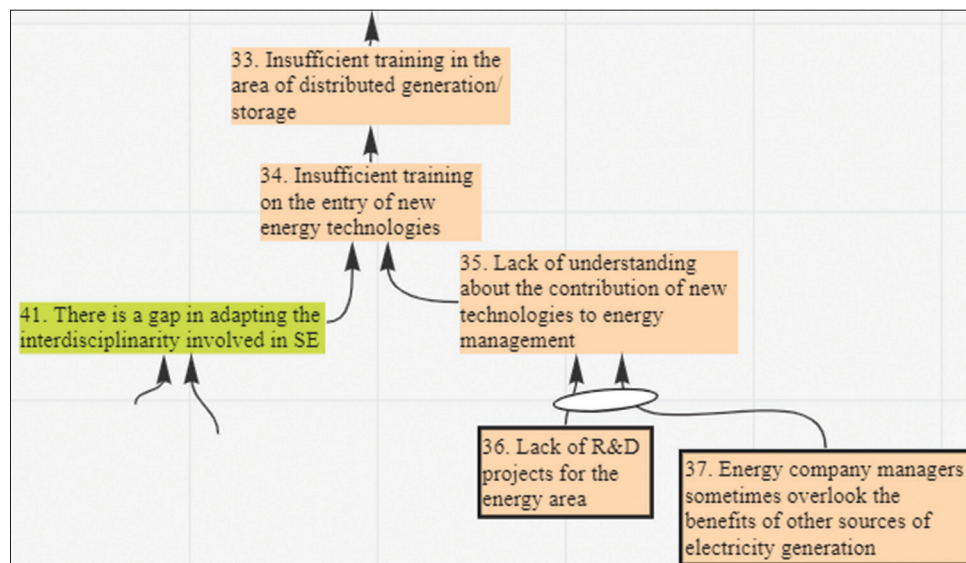 33. Insufficient training in the
area of distributed generation/
storage
34. Insufficient training
on the entry of new
energy technologies
35. Lack of understanding
about the contribution of new
technologies to energy
management
41. There is a gap in adapting the
interdisciplinarity involved in SE
36. Lack of R&D
projects for the
energy area
37. Energy company managers
sometimes overlook the
benefits of other sources of
electricity generation